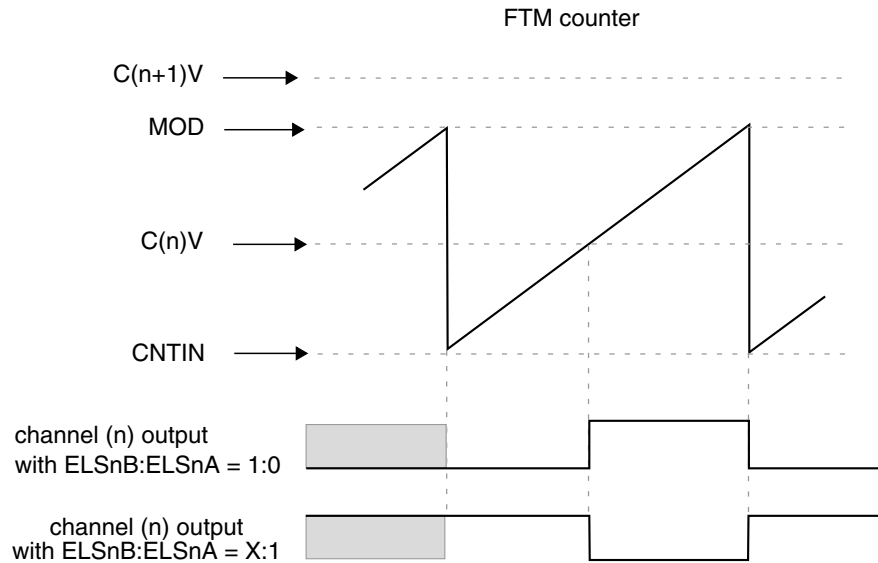 FTM counter
C(n+1)V
MOD
C(n)V
CNTIN
channel (n) output
with ELSnB:ELSnA = 1:0
channel (n) output
with ELSnB:ELSnA = X:1